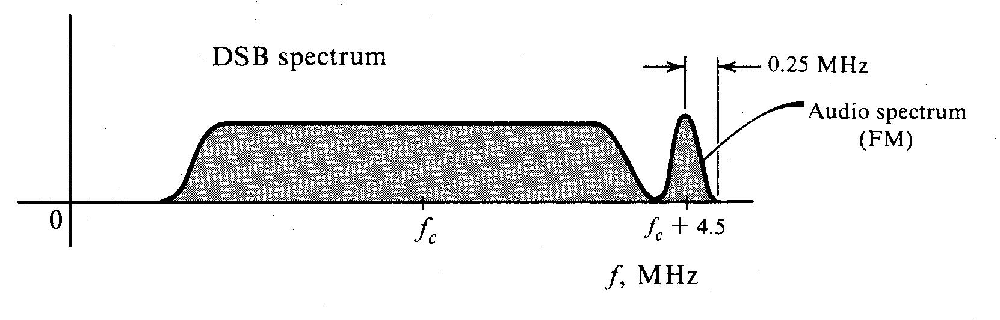 DSB spectrum
0.25 MHz
Audio spectrum
(FM)
0
f_c
f_c + 4.5
f, MHz